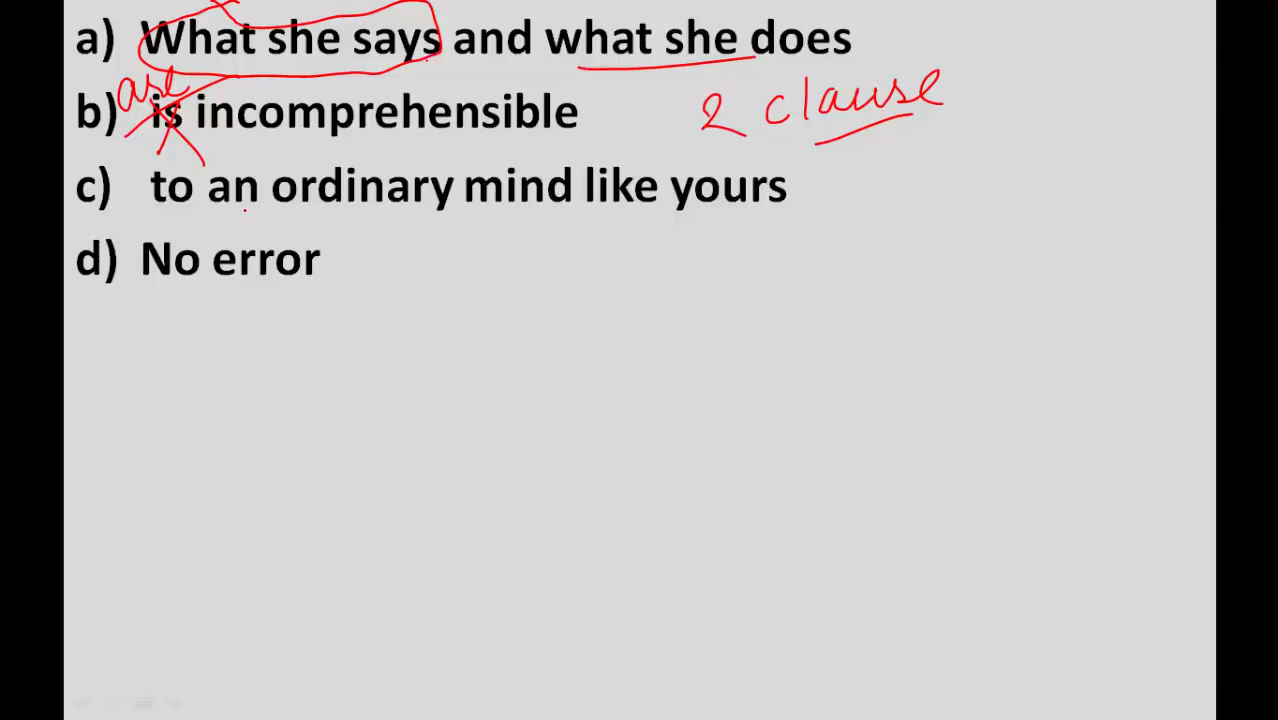 a) What she says and what she does
are
b) is incomprehensible 2 clause
c) to an ordinary mind like yours
d) No error